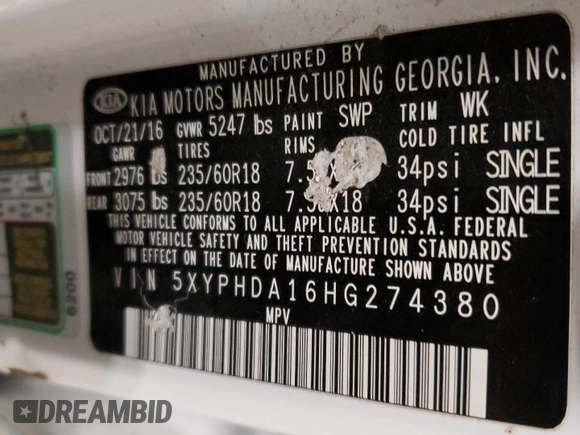 MANUFACTURED BY
KIA KIA MOTORS MANUFACTURING GEORGIA, INC.
OCT/21/16 GVWR 5247 lbs PAINT SWP TRIM WK
GAWR TIRES RIMS COLD TIRE INFL
FRONT 2976 lbs 235/60R18 34psi SINGLE
REAR 3075 lbs 235/60R18 34psi SINGLE
THIS VEHICLE CONFORMS TO ALL APPLICABLE U.S.A. FEDERAL
MOTOR VEHICLE SAFETY AND THEFT PREVENTION STANDARDS
IN EFFECT ON THE DATE OF MANUFACTURE SHOWN ABOVE
VIN 5XYPHDA16HG274380
MPV
6200
DREAMBID